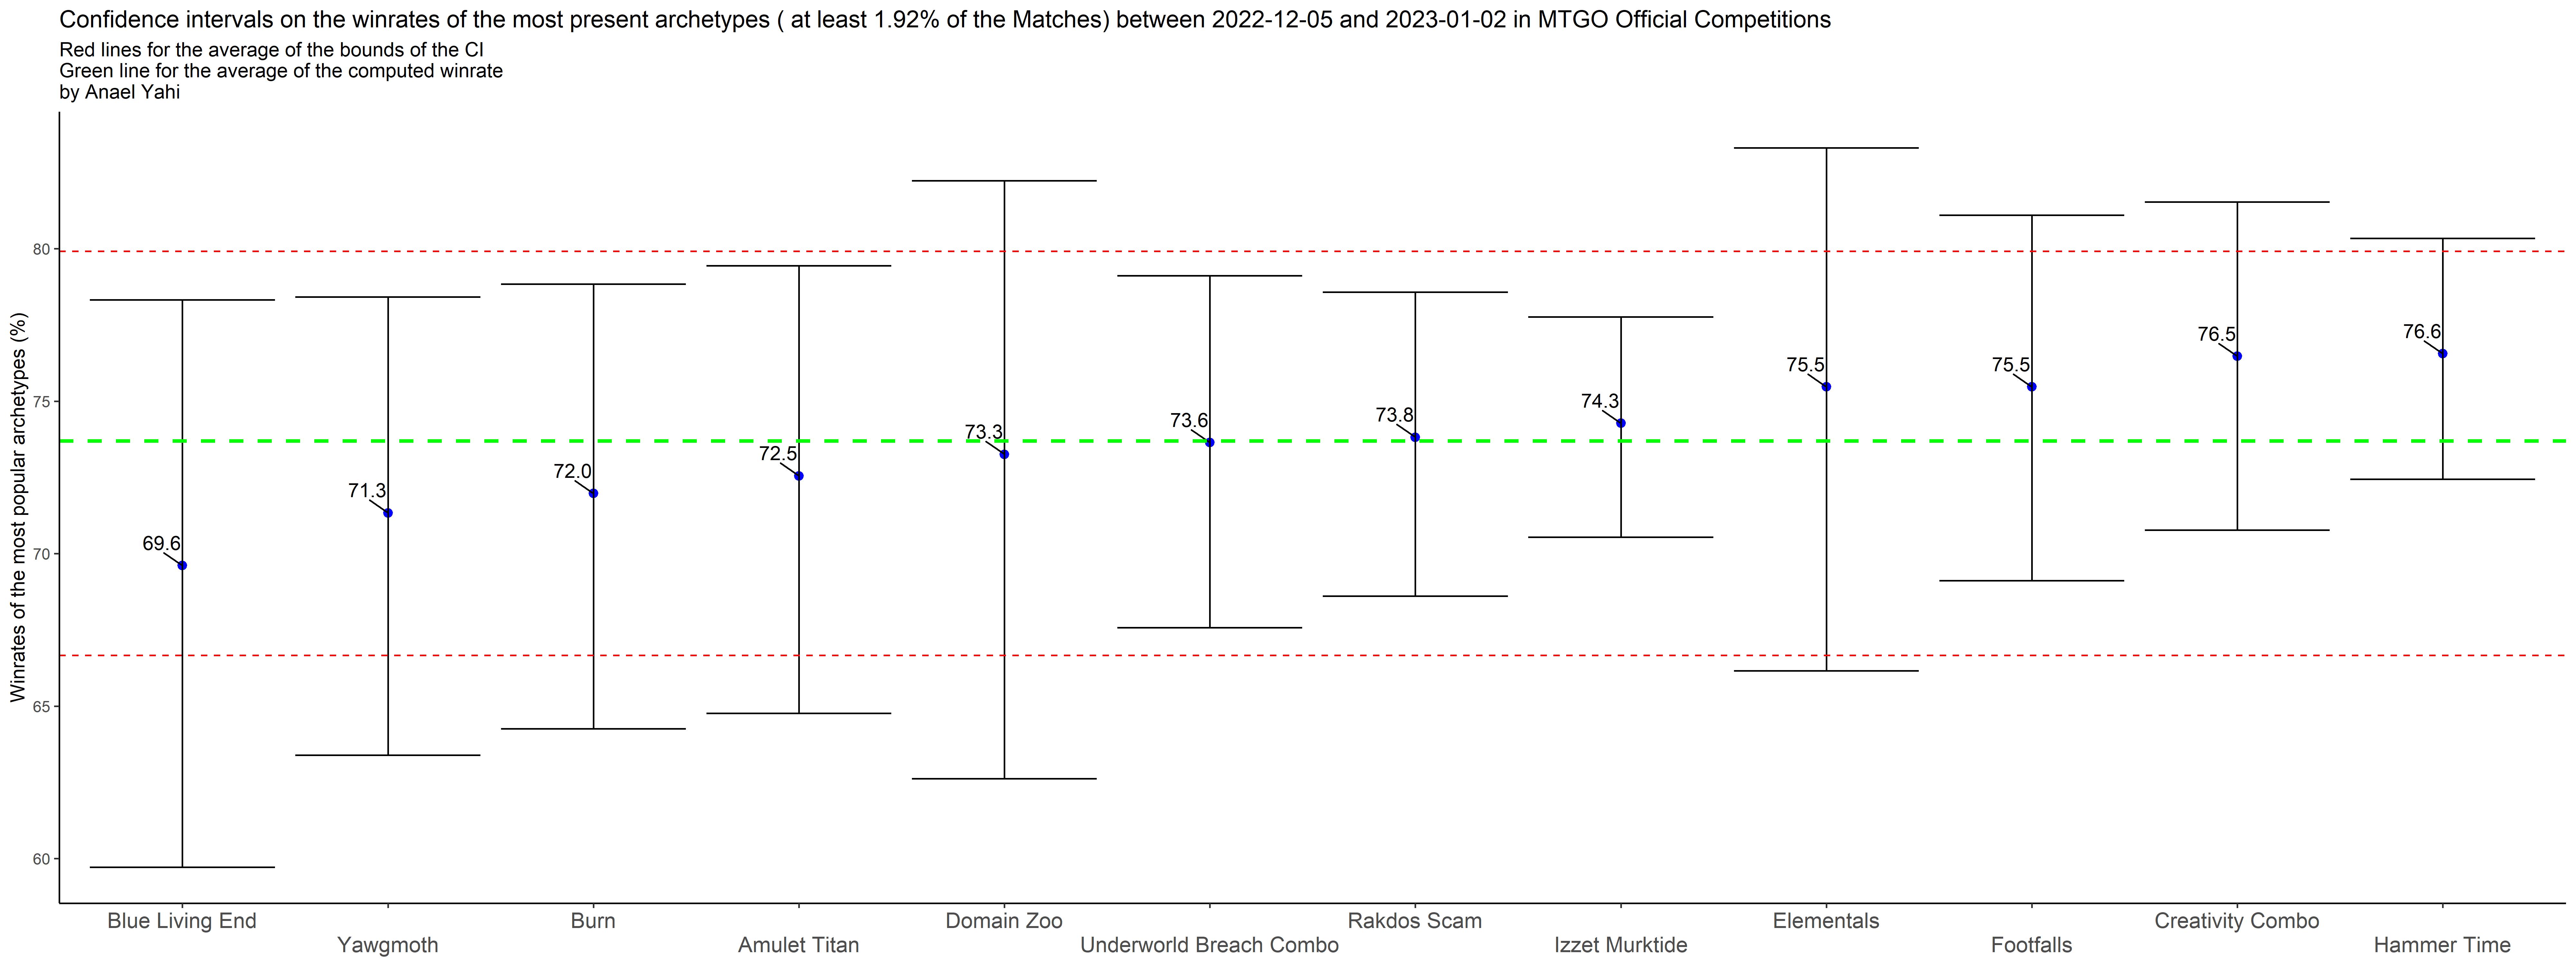 Confidence intervals on the winrates of the most present archetypes ( at least 1.92% of the Matches) between 2022-12-05 and 2023-01-02 in MTGO Official Competitions
Red lines for the average of the bounds of the CI
Green line for the average of the computed winrate
by Anael Yahi
Winrates of the most popular archetypes (%)
80
75
70
65
60
69.6
71.3
72.0
72.5
73.3
73.6
73.8
74.3
75.5
75.5
76.5
76.6
Blue Living End
Yawgmoth
Burn
Amulet Titan
Domain Zoo
Underworld Breach Combo
Rakdos Scam
Izzet Murktide
Elementals
Footfalls
Creativity Combo
Hammer Time